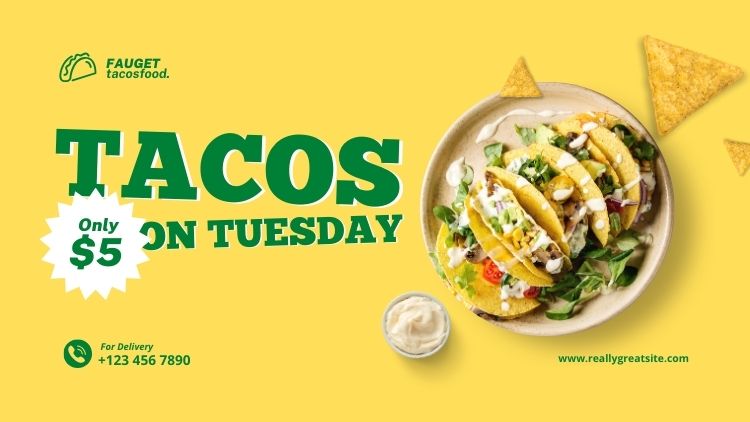 FAUGET
tacosfood.
TACOS
ON TUESDAY
Only
$5
For Delivery
+123 456 7890
www.reallygreatsite.com